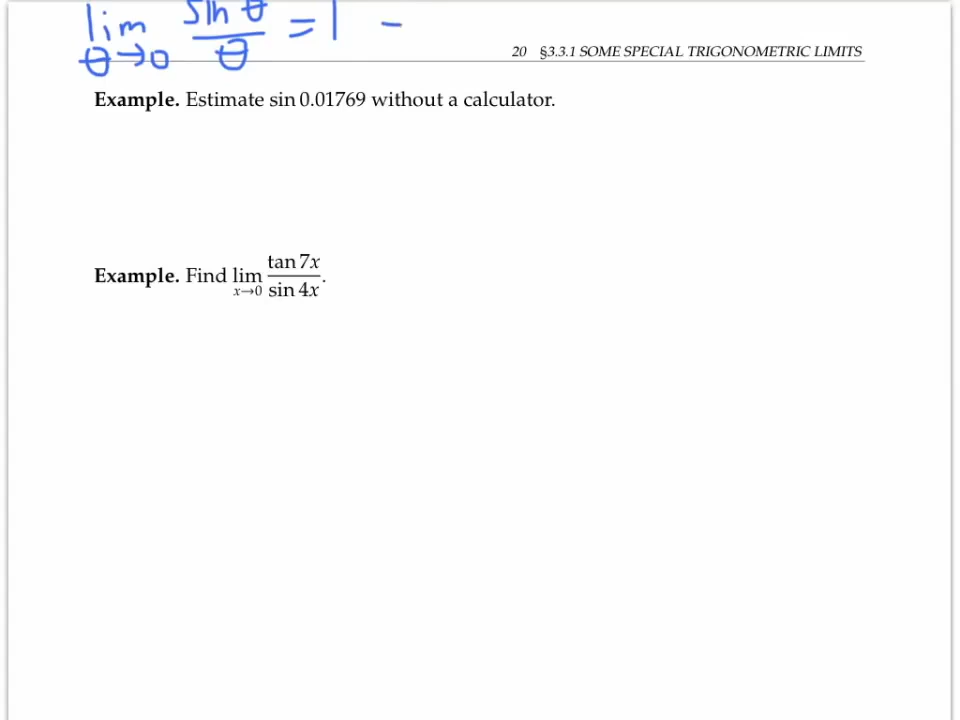 lim θ→0 sin θ/θ = 1 –
20 §3.3.1 SOME SPECIAL TRIGONOMETRIC LIMITS
Example. Estimate sin 0.01769 without a calculator.
Example. Find lim x→0 tan 7x/sin 4x.